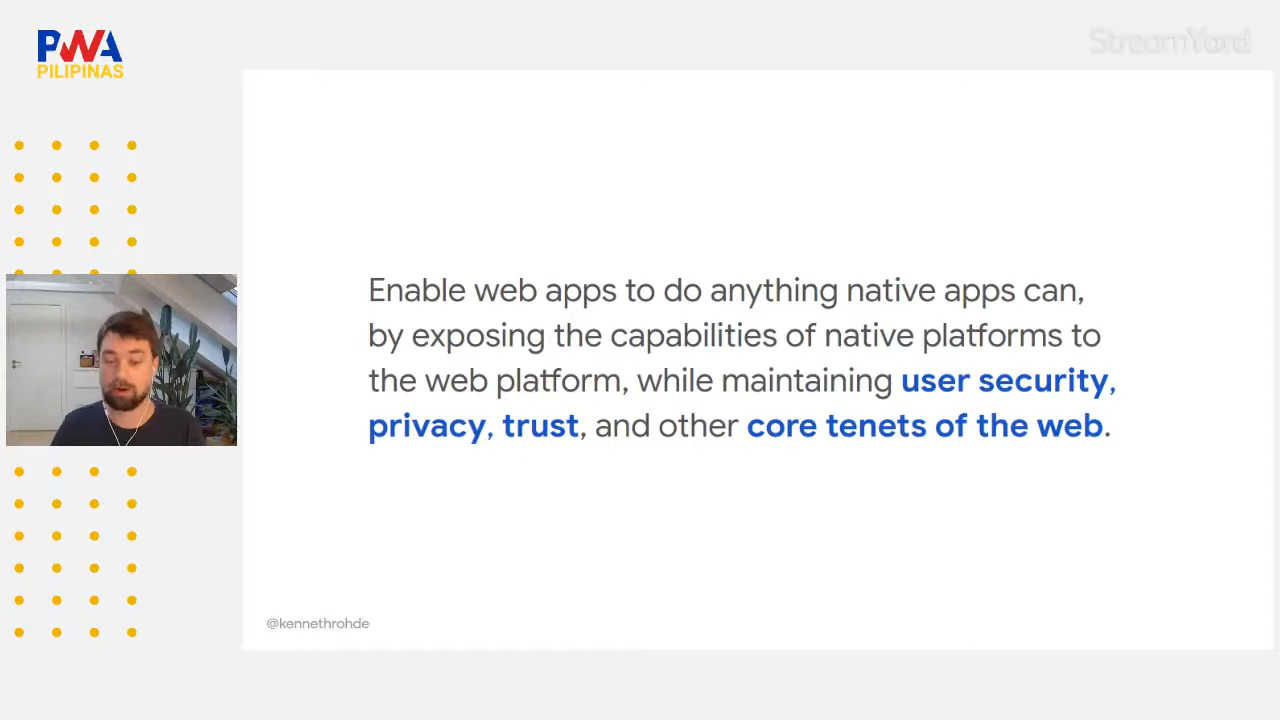 PWA
PILIPINAS
StreamYard
Enable web apps to do anything native apps can,
by exposing the capabilities of native platforms to
the web platform, while maintaining user security,
privacy, trust, and other core tenets of the web.
@kennethrohde